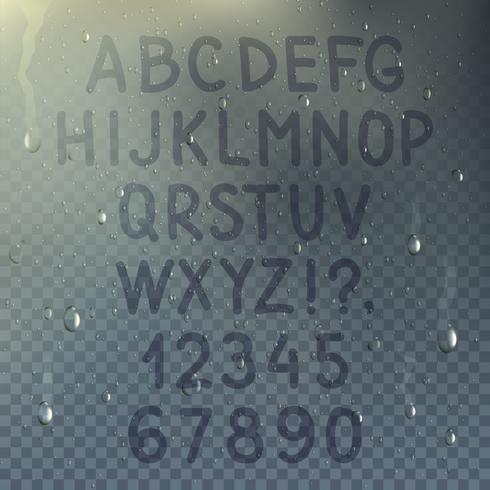 ABCDEFG
HIJKLMNOP
QRSTUV
WXYZ!?.
12345
67890